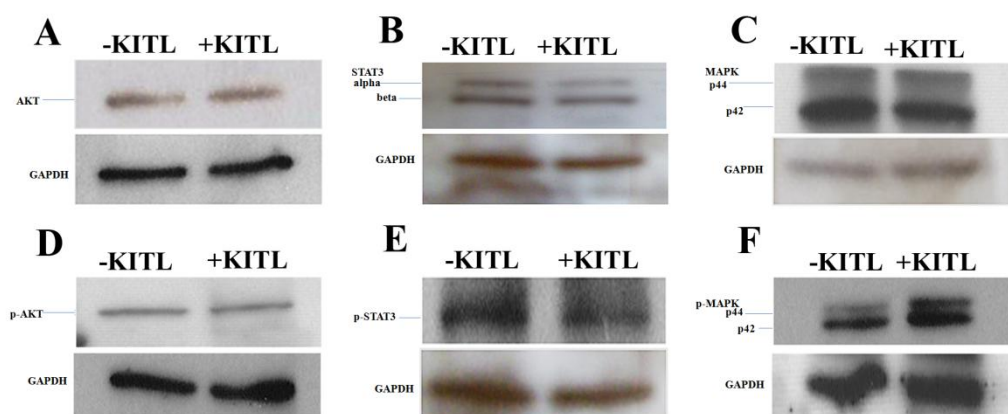 A
-KITL +KITL
AKT
GAPDH
B
-KITL +KITL
STAT3
alpha
beta
GAPDH
C
-KITL +KITL
MAPK
p44
p42
GAPDH
D
-KITL +KITL
p-AKT
GAPDH
E
-KITL +KITL
p-STAT3
GAPDH
F
-KITL +KITL
p-MAPK
p44
p42
GAPDH